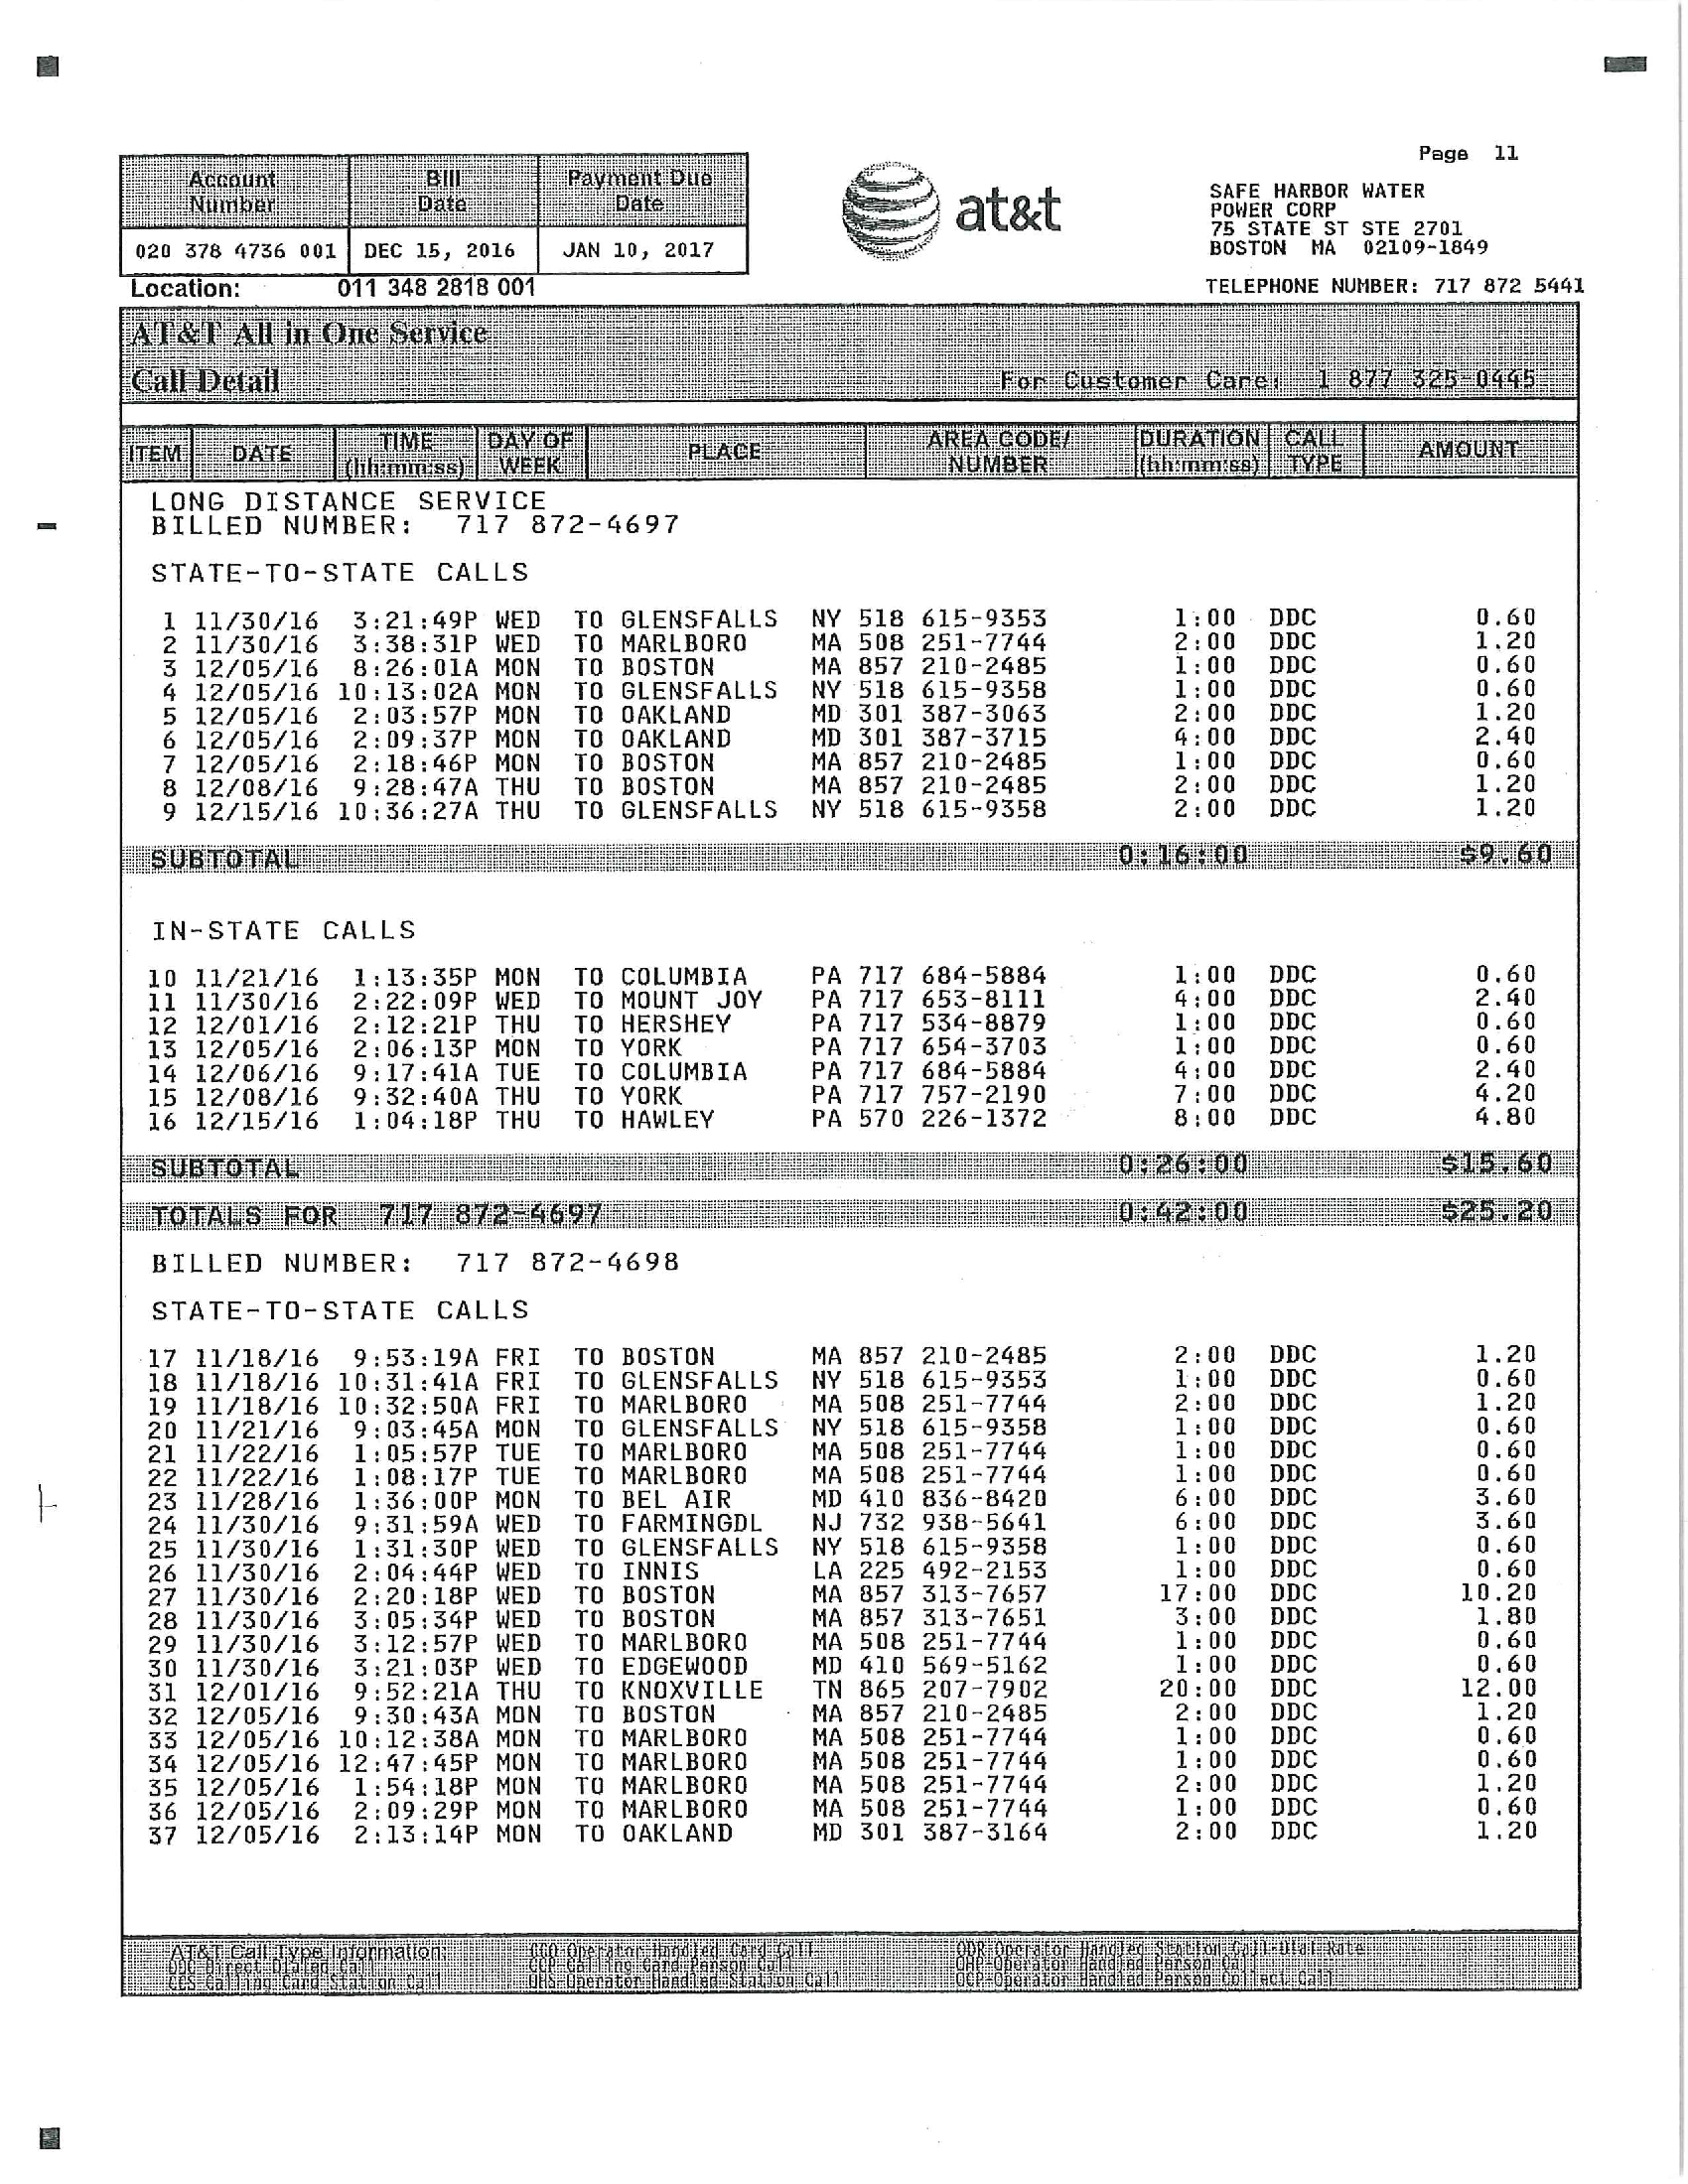 Page 11
Account Number Bill Date Payment Due Date
020 378 4736 001 DEC 15, 2016 JAN 10, 2017
at&t
SAFE HARBOR WATER
POWER CORP
75 STATE ST STE 2701
BOSTON MA 02109-1849
Location: 011 348 2818 001
TELEPHONE NUMBER: 717 872 5441
AT&T All in One Service
Call Detail For Customer Care: 1 877 325-0445
ITEM DATE TIME (hh:mm:ss) DAY OF WEEK PLACE AREA CODE/ NUMBER DURATION (hh:mm:ss) CALL TYPE AMOUNT
LONG DISTANCE SERVICE
BILLED NUMBER: 717 872-4697
STATE-TO-STATE CALLS
1 11/30/16 3:21:49P WED TO GLENSFALLS NY 518 615-9353 1:00 DDC 0.60
2 11/30/16 3:38:31P WED TO MARLBORO MA 508 251-7744 2:00 DDC 1.20
3 12/05/16 8:26:01A MON TO BOSTON MA 857 210-2485 1:00 DDC 0.60
4 12/05/16 10:13:02A MON TO GLENSFALLS NY 518 615-9358 1:00 DDC 0.60
5 12/05/16 2:03:57P MON TO OAKLAND MD 301 387-3063 2:00 DDC 1.20
6 12/05/16 2:09:37P MON TO OAKLAND MD 301 387-3715 4:00 DDC 2.40
7 12/05/16 2:18:46P MON TO BOSTON MA 857 210-2485 1:00 DDC 0.60
8 12/08/16 9:28:47A THU TO BOSTON MA 857 210-2485 2:00 DDC 1.20
9 12/15/16 10:36:27A THU TO GLENSFALLS NY 518 615-9358 2:00 DDC 1.20
SUBTOTAL 0:16:00 $9.60
IN-STATE CALLS
10 11/21/16 1:13:35P MON TO COLUMBIA PA 717 684-5884 1:00 DDC 0.60
11 11/30/16 2:22:09P WED TO MOUNT JOY PA 717 653-8111 4:00 DDC 2.40
12 12/01/16 2:12:21P THU TO HERSHEY PA 717 534-8879 1:00 DDC 0.60
13 12/05/16 2:06:13P MON TO YORK PA 717 654-3703 1:00 DDC 0.60
14 12/06/16 9:17:41A TUE TO COLUMBIA PA 717 684-5884 4:00 DDC 2.40
15 12/08/16 9:32:40A THU TO YORK PA 717 757-2190 7:00 DDC 4.20
16 12/15/16 1:04:18P THU TO HAWLEY PA 570 226-1372 8:00 DDC 4.80
SUBTOTAL 0:26:00 $15.60
TOTALS FOR 717 872-4697 0:42:00 $25.20
BILLED NUMBER: 717 872-4698
STATE-TO-STATE CALLS
17 11/18/16 9:53:19A FRI TO BOSTON MA 857 210-2485 2:00 DDC 1.20
18 11/18/16 10:31:41A FRI TO GLENSFALLS NY 518 615-9353 1:00 DDC 0.60
19 11/18/16 10:32:50A FRI TO MARLBORO MA 508 251-7744 2:00 DDC 1.20
20 11/21/16 9:03:45A MON TO GLENSFALLS NY 518 615-9358 1:00 DDC 0.60
21 11/22/16 1:05:57P TUE TO MARLBORO MA 508 251-7744 1:00 DDC 0.60
22 11/22/16 1:08:17P TUE TO MARLBORO MA 508 251-7744 1:00 DDC 0.60
23 11/28/16 1:36:00P MON TO BEL AIR MD 410 836-8420 6:00 DDC 3.60
24 11/30/16 9:31:59A WED TO FARMINGDL NJ 732 938-5641 6:00 DDC 3.60
25 11/30/16 1:31:30P WED TO GLENSFALLS NY 518 615-9358 1:00 DDC 0.60
26 11/30/16 2:04:44P WED TO INNIS LA 225 492-2153 1:00 DDC 0.60
27 11/30/16 2:20:18P WED TO BOSTON MA 857 313-7657 17:00 DDC 10.20
28 11/30/16 3:05:34P WED TO BOSTON MA 857 313-7651 3:00 DDC 1.80
29 11/30/16 3:12:57P WED TO MARLBORO MA 508 251-7744 1:00 DDC 0.60
30 11/30/16 3:21:03P WED TO EDGEWOOD MD 410 569-5162 1:00 DDC 0.60
31 12/01/16 9:52:21A THU TO KNOXVILLE TN 865 207-7902 20:00 DDC 12.00
32 12/05/16 9:30:43A MON TO BOSTON MA 857 210-2485 2:00 DDC 1.20
33 12/05/16 10:12:38A MON TO MARLBORO MA 508 251-7744 1:00 DDC 0.60
34 12/05/16 12:47:45P MON TO MARLBORO MA 508 251-7744 1:00 DDC 0.60
35 12/05/16 1:54:18P MON TO MARLBORO MA 508 251-7744 2:00 DDC 1.20
36 12/05/16 2:09:29P MON TO MARLBORO MA 508 251-7744 1:00 DDC 0.60
37 12/05/16 2:13:14P MON TO OAKLAND MD 301 387-3164 2:00 DDC 1.20
AT&T Call Type Information: Operator Handled Card Call ODR Operator Handled Station Call-Dial Rate
DDC Direct Dialed Call CCP Calling Card Person Call OHP-Operator Handled Person Call
CCS Calling Card Station Call OHS-Operator Handled Station Call OCP-Operator Handled Person Collect Call